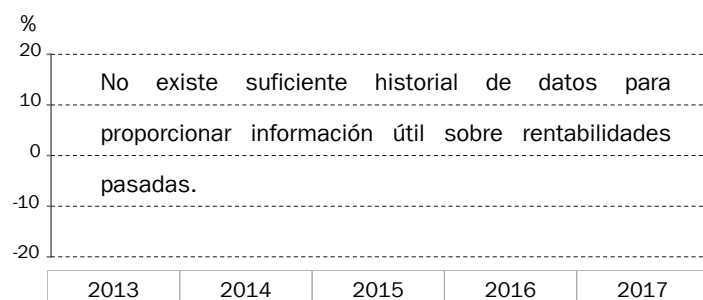 %
20
No existe suficiente historial de datos para
10
proporcionar información útil sobre rentabilidades
0
pasadas.
-10
-20
2013 2014 2015 2016 2017